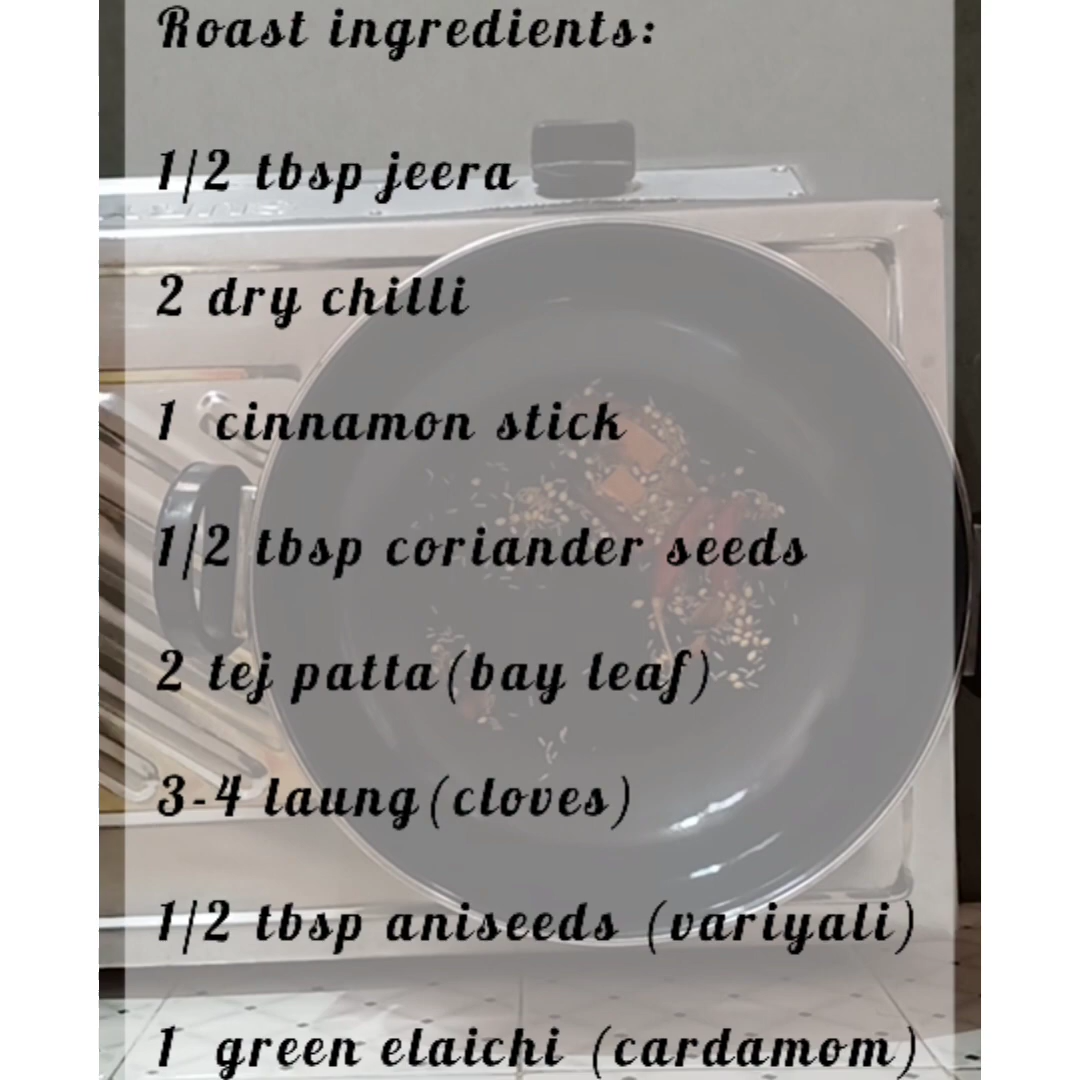 Roast ingredients:
1/2 tbsp jeera
2 dry chilli
1 cinnamon stick
1/2 tbsp coriander seeds
2 tej patta(bay leaf)
3-4 laung(cloves)
1/2 tbsp aniseeds (variyali)
1 green elaichi (cardamom)